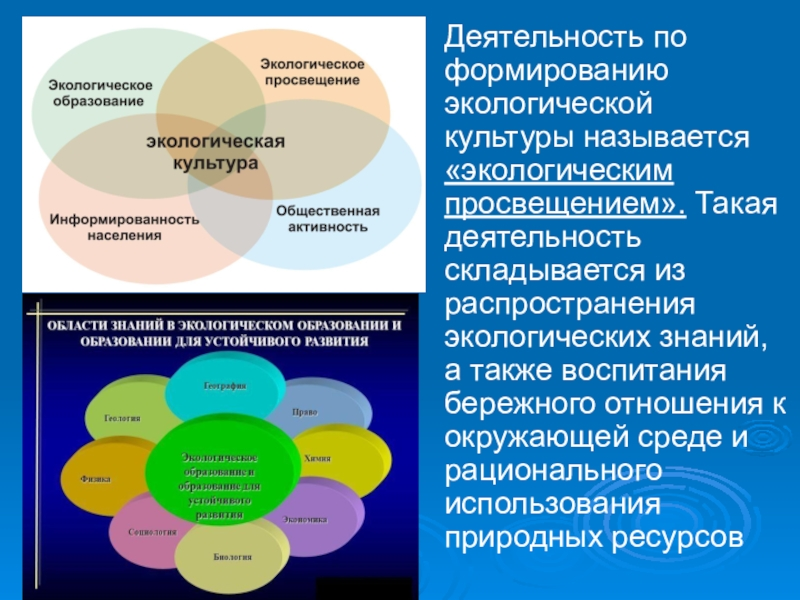 Экологическое
образование
Экологическое
просвещение
экологическая
культура
Информированность
населения
Общественная
активность
ОБЛАСТИ ЗНАНИЙ В ЭКОЛОГИЧЕСКОМ ОБРАЗОВАНИИ И
ОБРАЗОВАНИИ ДЛЯ УСТОЙЧИВОГО РАЗВИТИЯ
География
Геология
Право
Физика
Экологическое
образование и
образование для
устойчивого
развития
Химия
Социология
Экономика
Биология
Деятельность по
формированию
экологической
культуры называется
«экологическим
просвещением». Такая
деятельность
складывается из
распространения
экологических знаний,
а также воспитания
бережного отношения к
окружающей среде и
рационального
использования
природных ресурсов